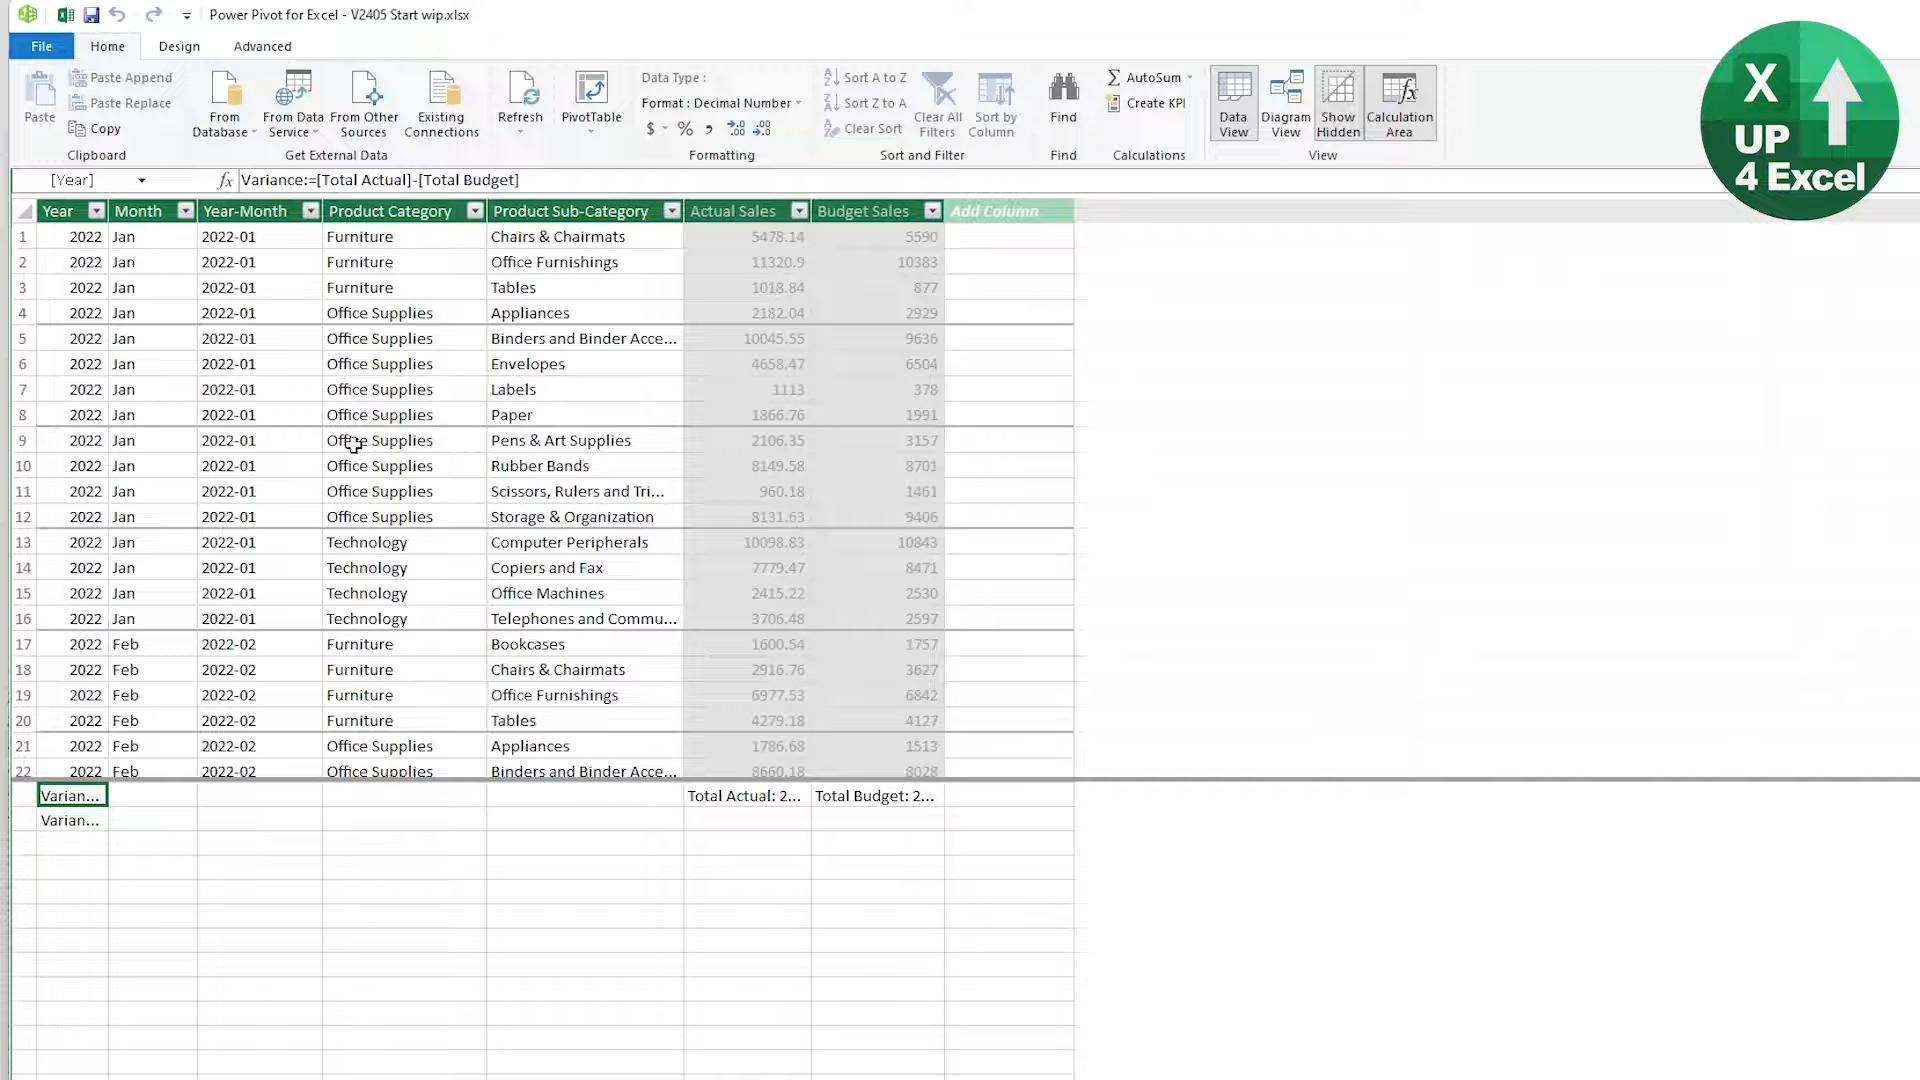 Power Pivot for Excel - V2405 Start wip.xlsx
File Home Design Advanced
Paste
Paste Append
Paste Replace
Copy
Clipboard
From Database
From Data Service
From Other Sources
Existing Connections
Get External Data
Refresh
PivotTable
Data Type :
Format : Decimal Number
$ % ,
Formatting
Sort A to Z
Sort Z to A
Clear Sort
Clear All Filters
Sort by Column
Sort and Filter
Find
Find
AutoSum
Create KPI
Calculations
Data View
Diagram View
Show Hidden
Calculation Area
View
X
UP
4 Excel
[Year] fx Variance:=[Total Actual]-[Total Budget]
Year Month Year-Month Product Category Product Sub-Category Actual Sales Budget Sales Add Column
1 2022 Jan 2022-01 Furniture Chairs & Chairmats 5478.14 5590
2 2022 Jan 2022-01 Furniture Office Furnishings 11320.9 10383
3 2022 Jan 2022-01 Furniture Tables 1018.84 877
4 2022 Jan 2022-01 Office Supplies Appliances 2182.04 2929
5 2022 Jan 2022-01 Office Supplies Binders and Binder Acce... 10045.55 9636
6 2022 Jan 2022-01 Office Supplies Envelopes 4658.47 6504
7 2022 Jan 2022-01 Office Supplies Labels 1113 378
8 2022 Jan 2022-01 Office Supplies Paper 1866.76 1991
9 2022 Jan 2022-01 Office Supplies Pens & Art Supplies 2106.35 3157
10 2022 Jan 2022-01 Office Supplies Rubber Bands 8149.58 8701
11 2022 Jan 2022-01 Office Supplies Scissors, Rulers and Tri... 960.18 1461
12 2022 Jan 2022-01 Office Supplies Storage & Organization 8131.63 9406
13 2022 Jan 2022-01 Technology Computer Peripherals 10098.83 10843
14 2022 Jan 2022-01 Technology Copiers and Fax 7779.47 8471
15 2022 Jan 2022-01 Technology Office Machines 2415.22 2530
16 2022 Jan 2022-01 Technology Telephones and Commu... 3706.48 2597
17 2022 Feb 2022-02 Furniture Bookcases 1600.54 1757
18 2022 Feb 2022-02 Furniture Chairs & Chairmats 2916.76 3627
19 2022 Feb 2022-02 Furniture Office Furnishings 6977.53 6842
20 2022 Feb 2022-02 Furniture Tables 4279.18 4127
21 2022 Feb 2022-02 Office Supplies Appliances 1786.68 1513
22 2022 Feb 2022-02 Office Supplies Binders and Binder Acce... 8660.18 8028
Varian... Total Actual: 2... Total Budget: 2...
Varian...